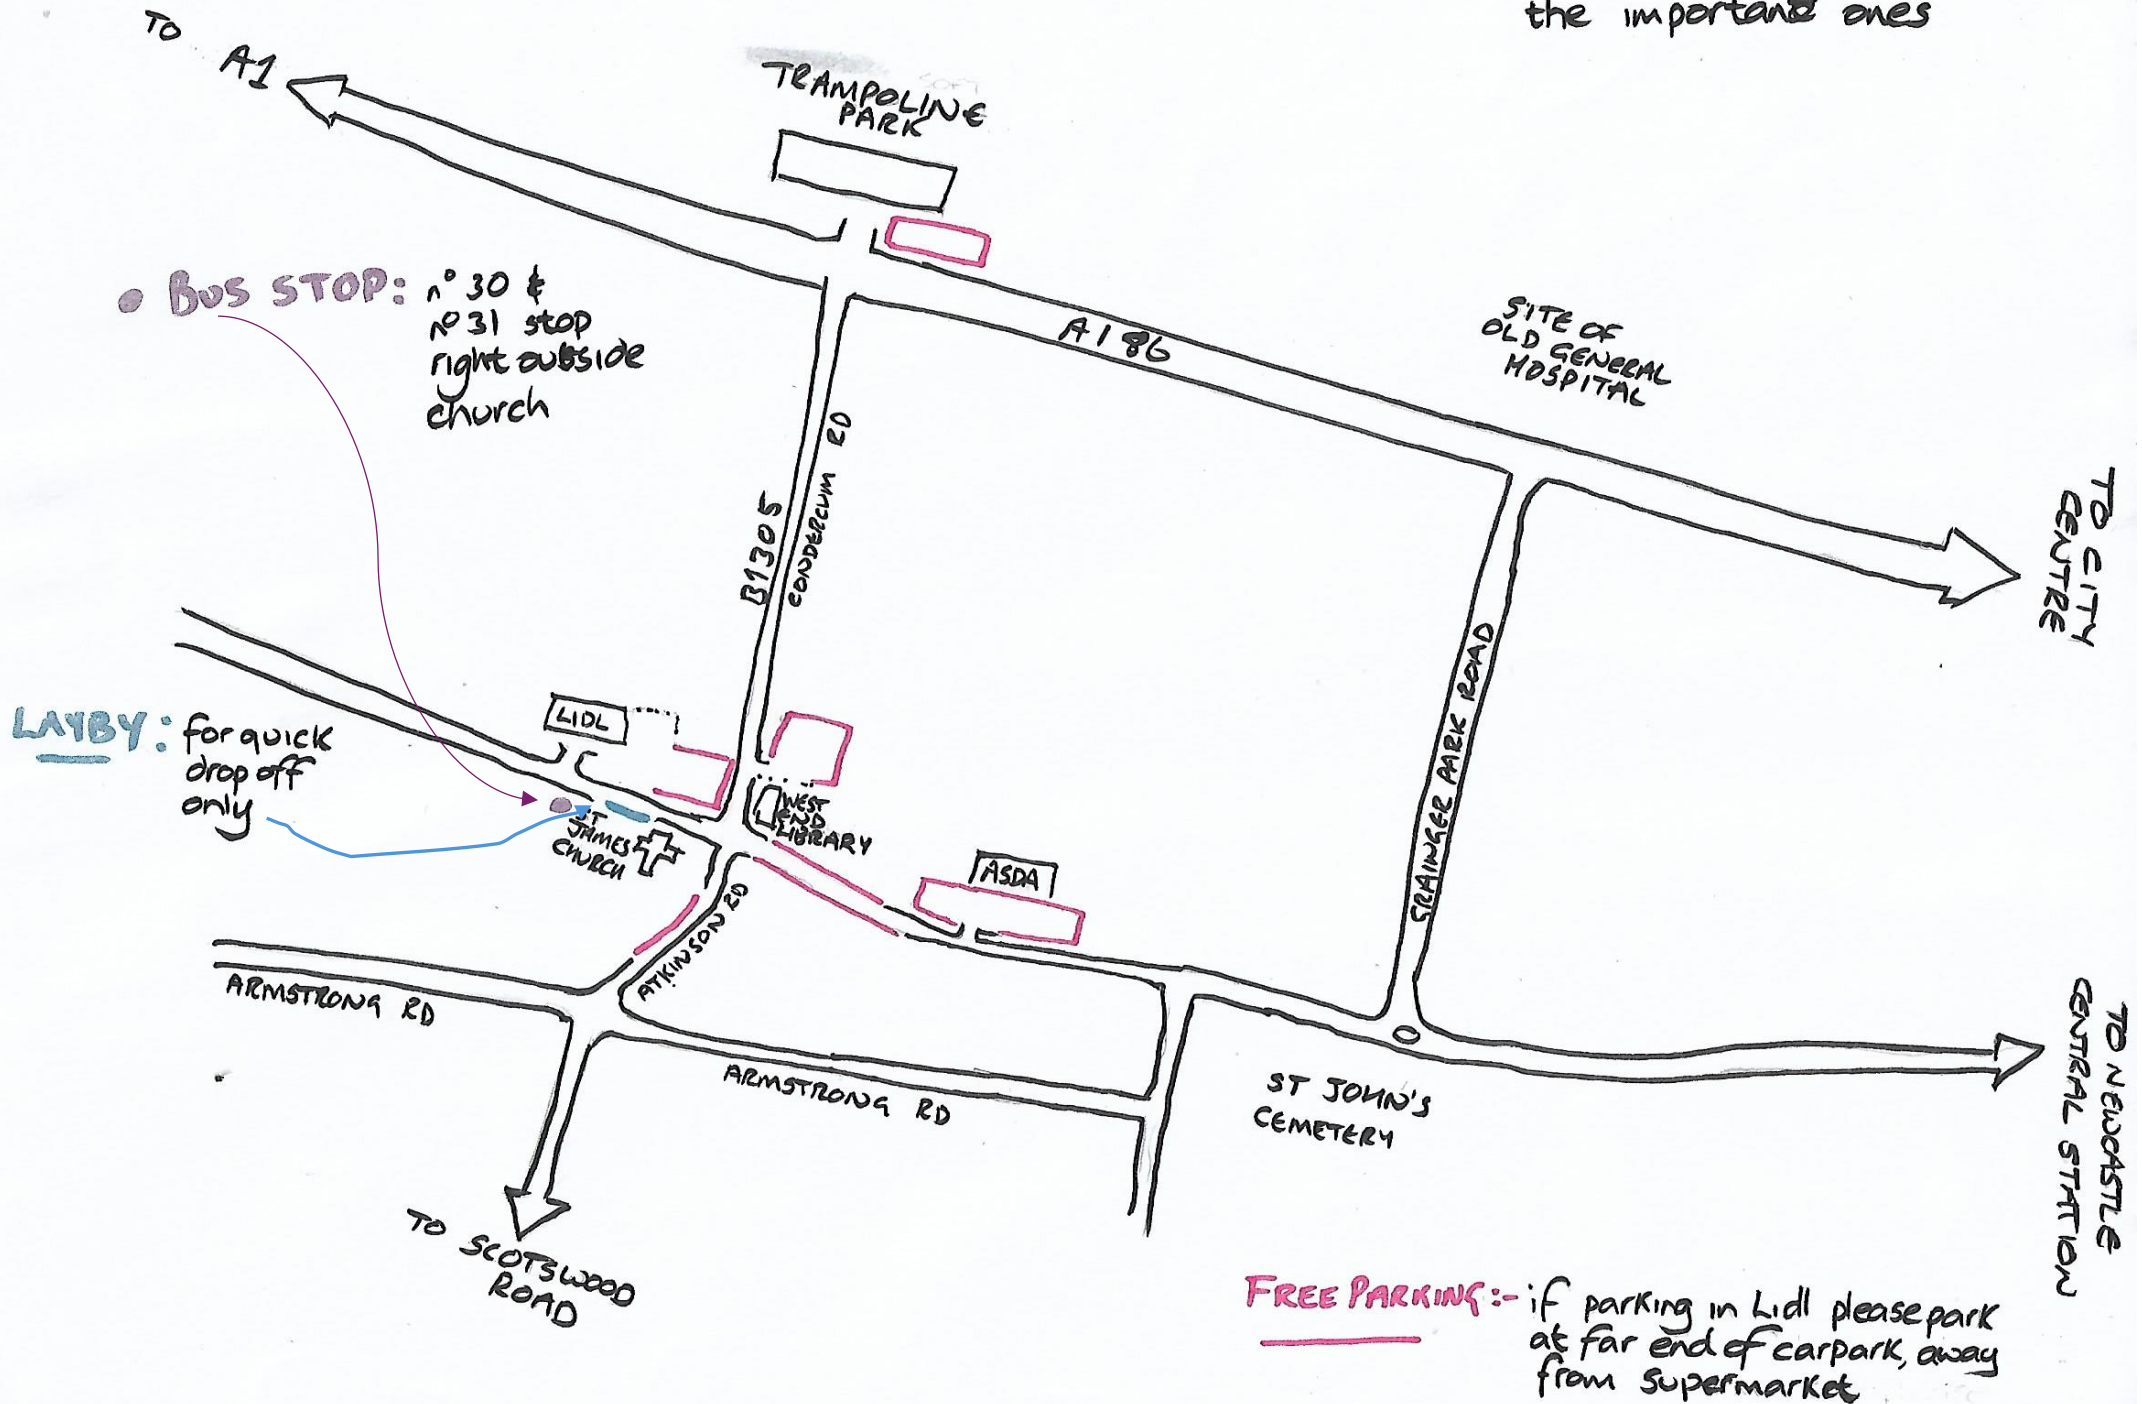 the important ones
TO
A1
TRAMPOLINE
PARK
BUS STOP:
nº 30 &
nº 31 stop
right outside
church
A186
SITE OF
OLD GENERAL
HOSPITAL
TO CITY
CENTRE
B1305
CONDERCUM RD
GRAINGER PARK ROAD
LAYBY:
for quick
drop off
only
LIDL
ST
JAMES
CHURCH
WEST
END
LIBRARY
ASDA
ATKINSON RD
ARMSTRONG RD
ARMSTRONG RD
ST JOHN'S
CEMETERY
TO NEWCASTLE
CENTRAL STATION
TO SCOTSWOOD
ROAD
FREE PARKING:- if parking in Lidl please park
at far end of carpark, away
from supermarket